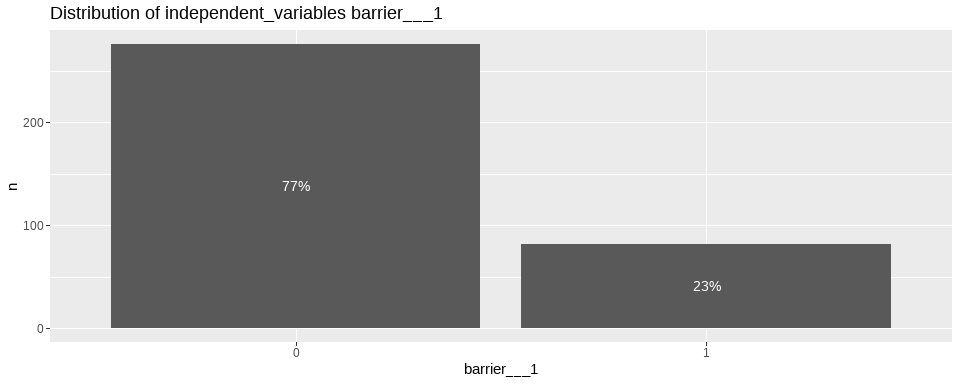 Distribution of independent_variables barrier___1
n
200
100
0
77%
23%
0
1
barrier___1